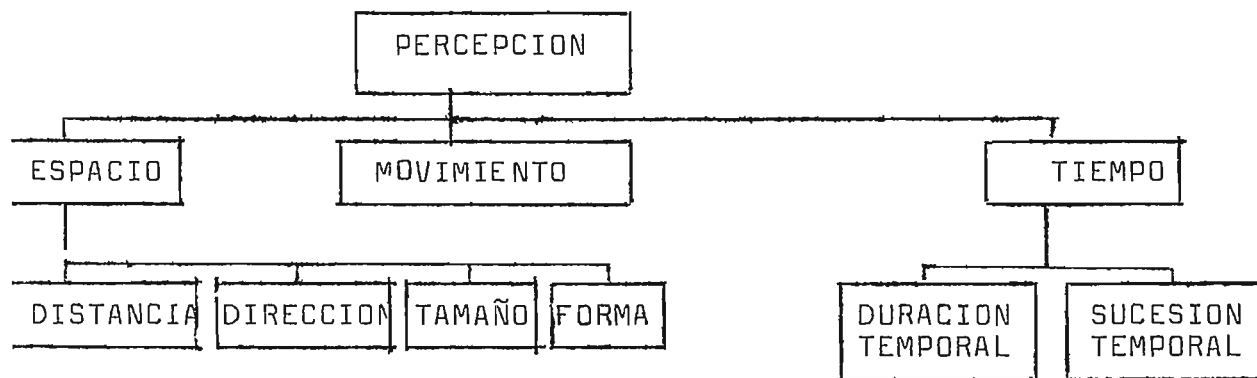 PERCEPCION
ESPACIO
MOVIMIENTO
TIEMPO
DISTANCIA
DIRECCION
TAMAÑO
FORMA
DURACION
TEMPORAL
SUCESION
TEMPORAL